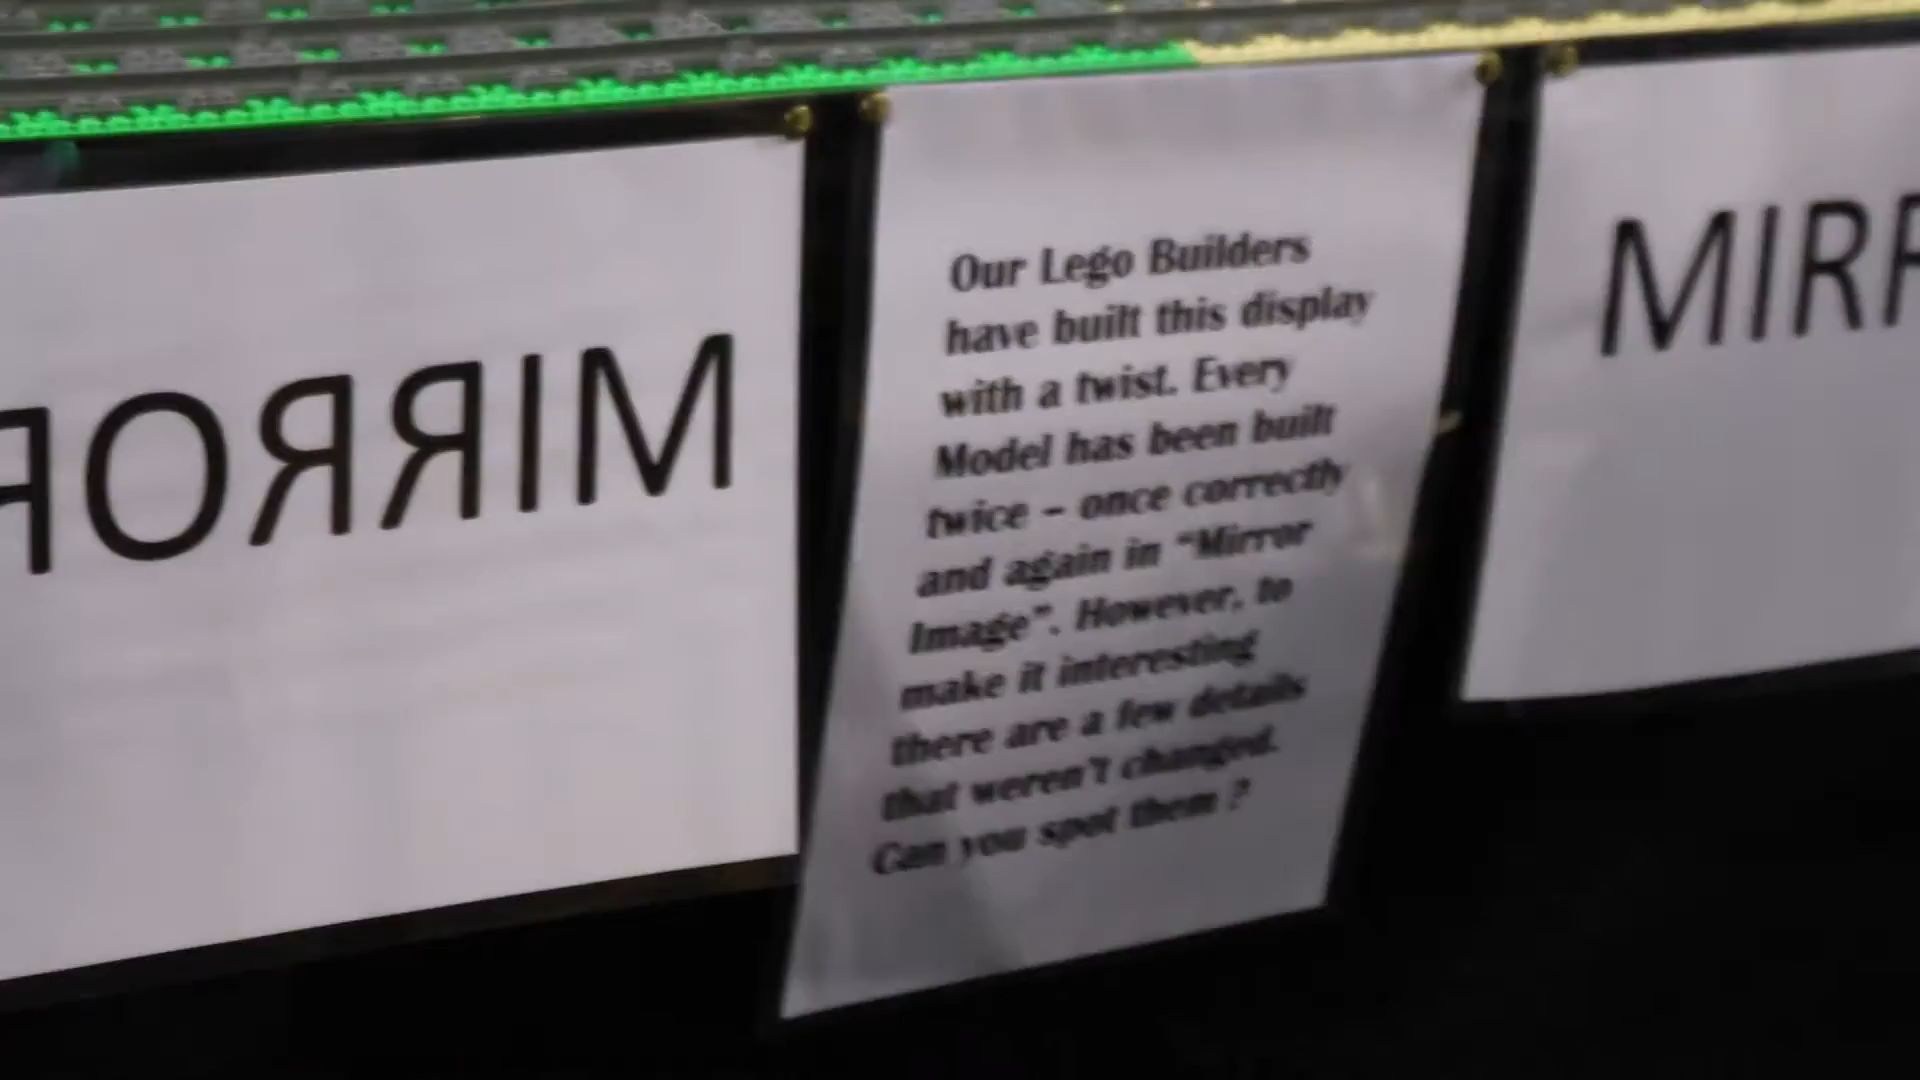 ЯOЯЯIM
Our Lego Builders
have built this display
with a twist. Every
Model has been built
twice – once correctly
and again in “Mirror
Image”. However, to
make it interesting
there are a few details
that weren't changed.
Can you spot them ?
MIRR